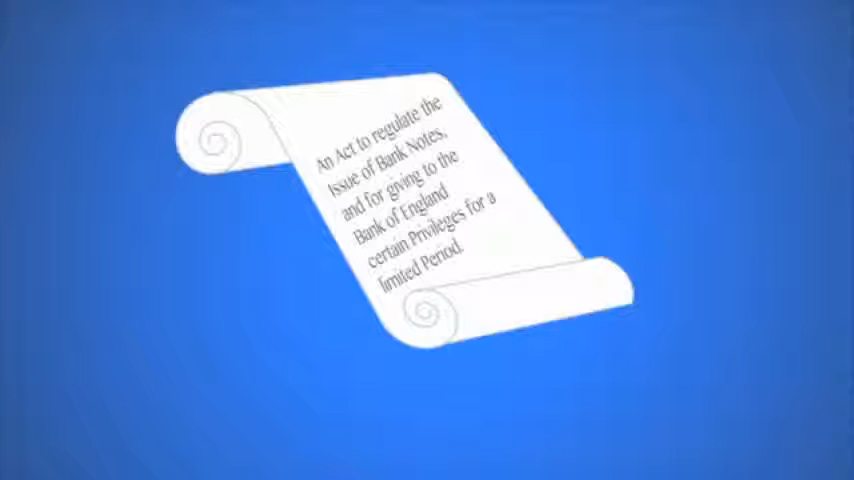 An Act to regulate the
Issue of Bank Notes,
and for giving to the
Bank of England
certain Privileges for a
limited Period.